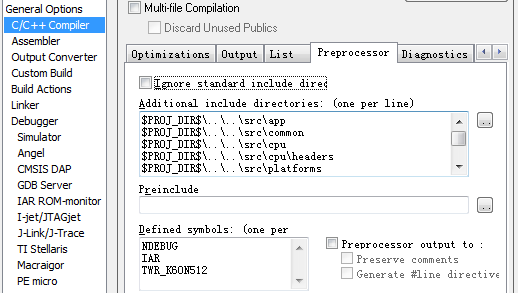 General Options
C/C++ Compiler
Assembler
Output Converter
Custom Build
Build Actions
Linker
Debugger
Simulator
Angel
CMSIS DAP
GDB Server
IAR ROM-monitor
I-jet/JTAGjet
J-Link/J-Trace
TI Stellaris
Macraigor
PE micro
Multi-file Compilation
Discard Unused Publics
Optimizations Output List Preprocessor Diagnostics
Ignore standard include direc
Additional include directories: (one per line)
$PROJ_DIR$\..\..\src\app
$PROJ_DIR$\..\..\src\common
$PROJ_DIR$\..\..\src\cpu
$PROJ_DIR$\..\..\src\cpu\headers
$PROJ_DIR$\..\..\src\platforms
...
Preinclude
...
Defined symbols: (one per
NDEBUG
IAR
TWR_K60N512
Preprocessor output to :
Preserve comments
Generate #line directive